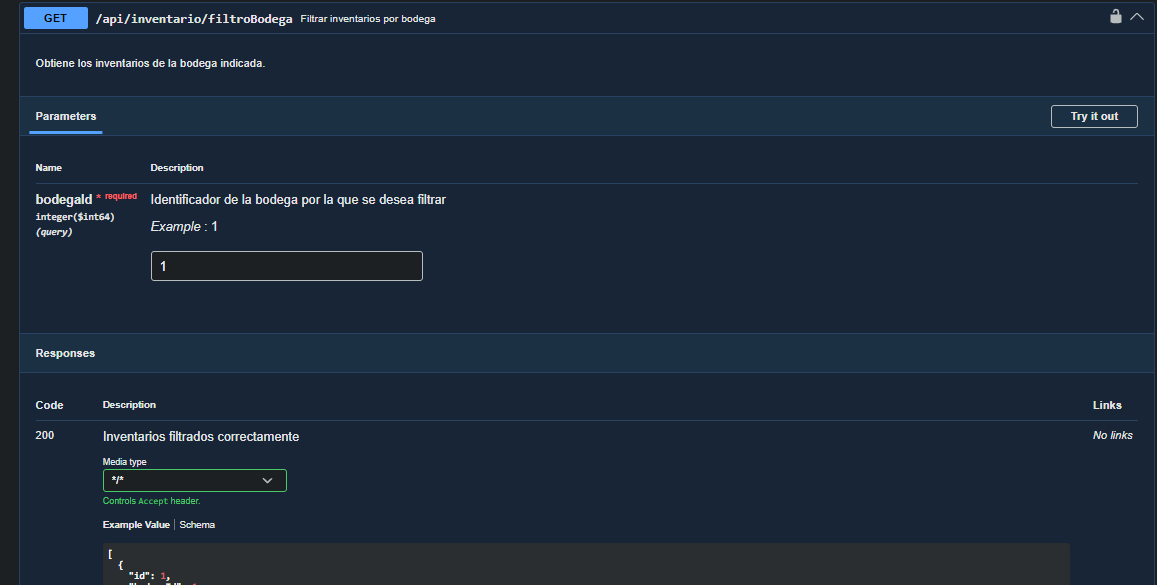 GET /api/inventario/filtroBodega Filtrar inventarios por bodega
Obtiene los inventarios de la bodega indicada.
Parameters Try it out
Name Description
bodegaId * required Identificador de la bodega por la que se desea filtrar
integer($int64)
(query) Example : 1
1
Responses
Code Description Links
200 Inventarios filtrados correctamente No links
Media type
*/*
Controls Accept header.
Example Value | Schema
[
{
"id": 1,